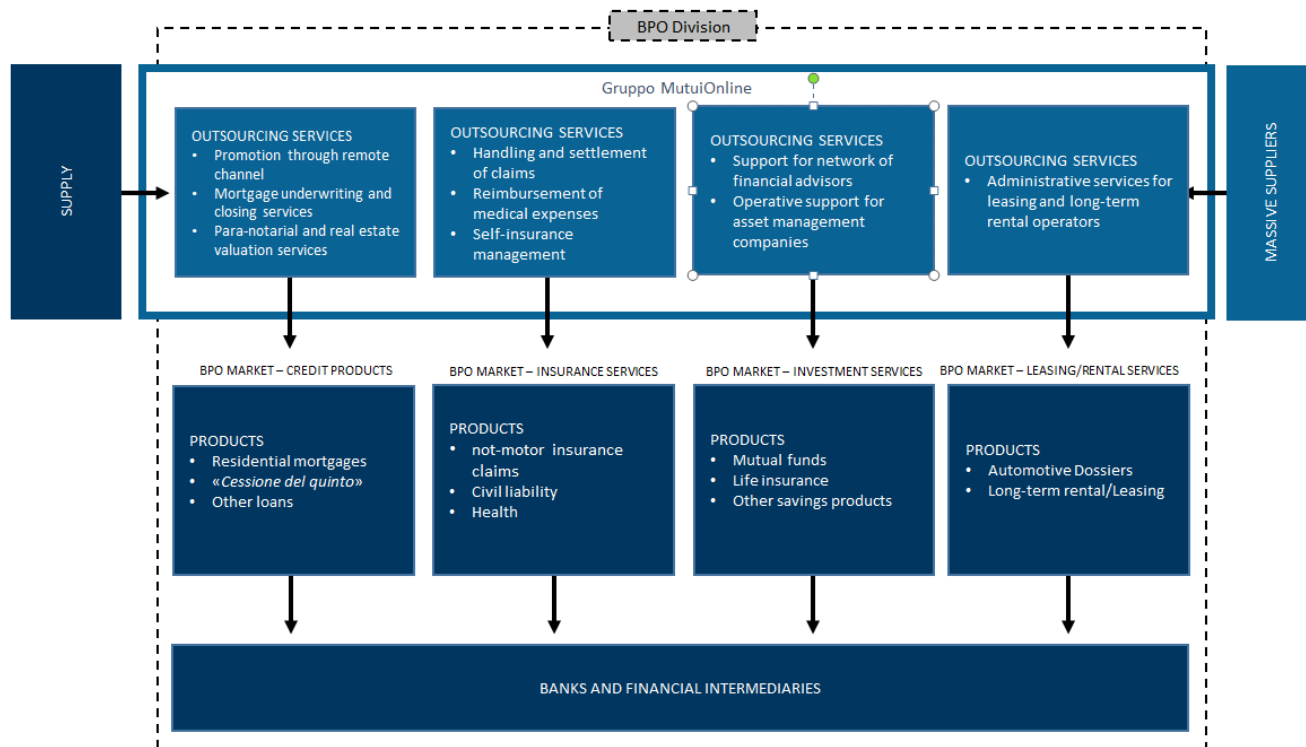 BPO Division
Gruppo MutuiOnline
SUPPLY
OUTSOURCING SERVICES
• Promotion through remote
channel
• Mortgage underwriting and
closing services
• Para-notarial and real estate
valuation services
OUTSOURCING SERVICES
• Handling and settlement of
claims
• Reimbursement of
medical expenses
• Self-insurance
management
OUTSOURCING SERVICES
• Support for network of
financial advisors
• Operative support for
asset management
companies
OUTSOURCING SERVICES
• Administrative services for
leasing and long-term
rental operators
MASSIVE SUPPLIERS
BPO MARKET – CREDIT PRODUCTS
BPO MARKET – INSURANCE SERVICES
BPO MARKET – INVESTMENT SERVICES
BPO MARKET – LEASING/RENTAL SERVICES
PRODUCTS
• Residential mortgages
• «Cessione del quinto»
• Other loans
PRODUCTS
• not-motor insurance
claims
• Civil liability
• Health
PRODUCTS
• Mutual funds
• Life insurance
• Other savings products
PRODUCTS
• Automotive Dossiers
• Long-term rental/Leasing
BANKS AND FINANCIAL INTERMEDIARIES